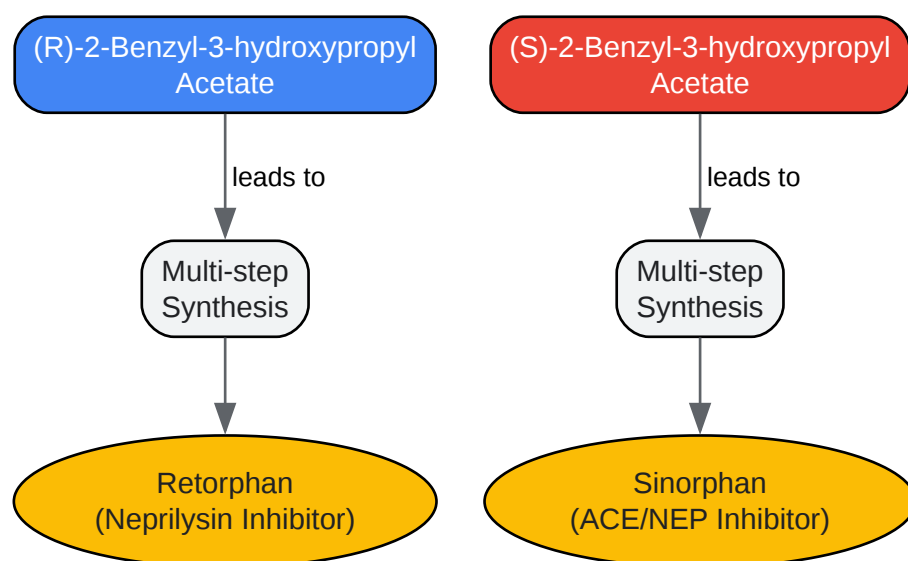 (R)-2-Benzyl-3-hydroxypropyl
Acetate
(S)-2-Benzyl-3-hydroxypropyl
Acetate
leads to
leads to
Multi-step
Synthesis
Multi-step
Synthesis
Retorphan
(Neprilysin Inhibitor)
Sinorphan
(ACE/NEP Inhibitor)